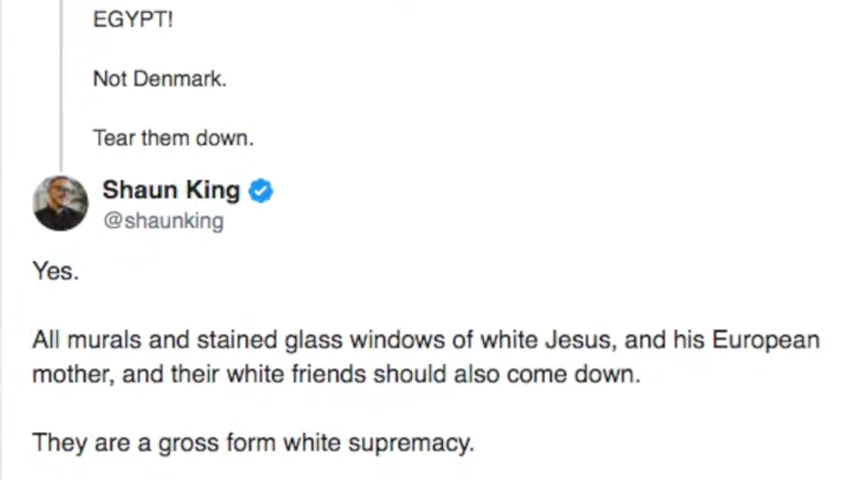 EGYPT!
Not Denmark.
Tear them down.
Shaun King
@shaunking
Yes.
All murals and stained glass windows of white Jesus, and his European
mother, and their white friends should also come down.
They are a gross form white supremacy.